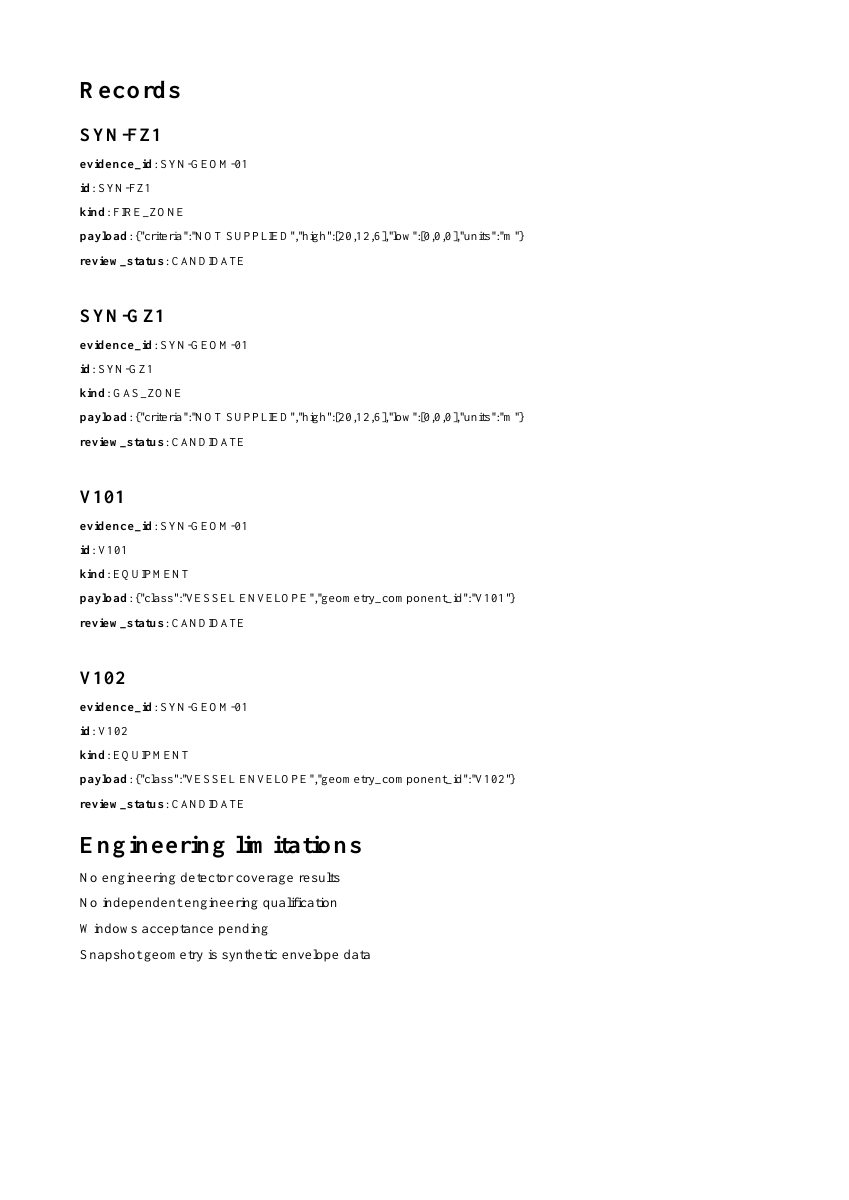 Records
SYN-FZ1
evidence_id: SYN-GEOM-01
id: SYN-FZ1
kind: FIRE_ZONE
payload: {"criteria":"NOT SUPPLIED","high":[20,12,6],"low":[0,0,0],"units":"m"}
review_status: CANDIDATE
SYN-GZ1
evidence_id: SYN-GEOM-01
id: SYN-GZ1
kind: GAS_ZONE
payload: {"criteria":"NOT SUPPLIED","high":[20,12,6],"low":[0,0,0],"units":"m"}
review_status: CANDIDATE
V101
evidence_id: SYN-GEOM-01
id: V101
kind: EQUIPMENT
payload: {"class":"VESSEL ENVELOPE","geometry_component_id":"V101"}
review_status: CANDIDATE
V102
evidence_id: SYN-GEOM-01
id: V102
kind: EQUIPMENT
payload: {"class":"VESSEL ENVELOPE","geometry_component_id":"V102"}
review_status: CANDIDATE
Engineering limitations
No engineering detector coverage results
No independent engineering qualification
Windows acceptance pending
Snapshot geometry is synthetic envelope data